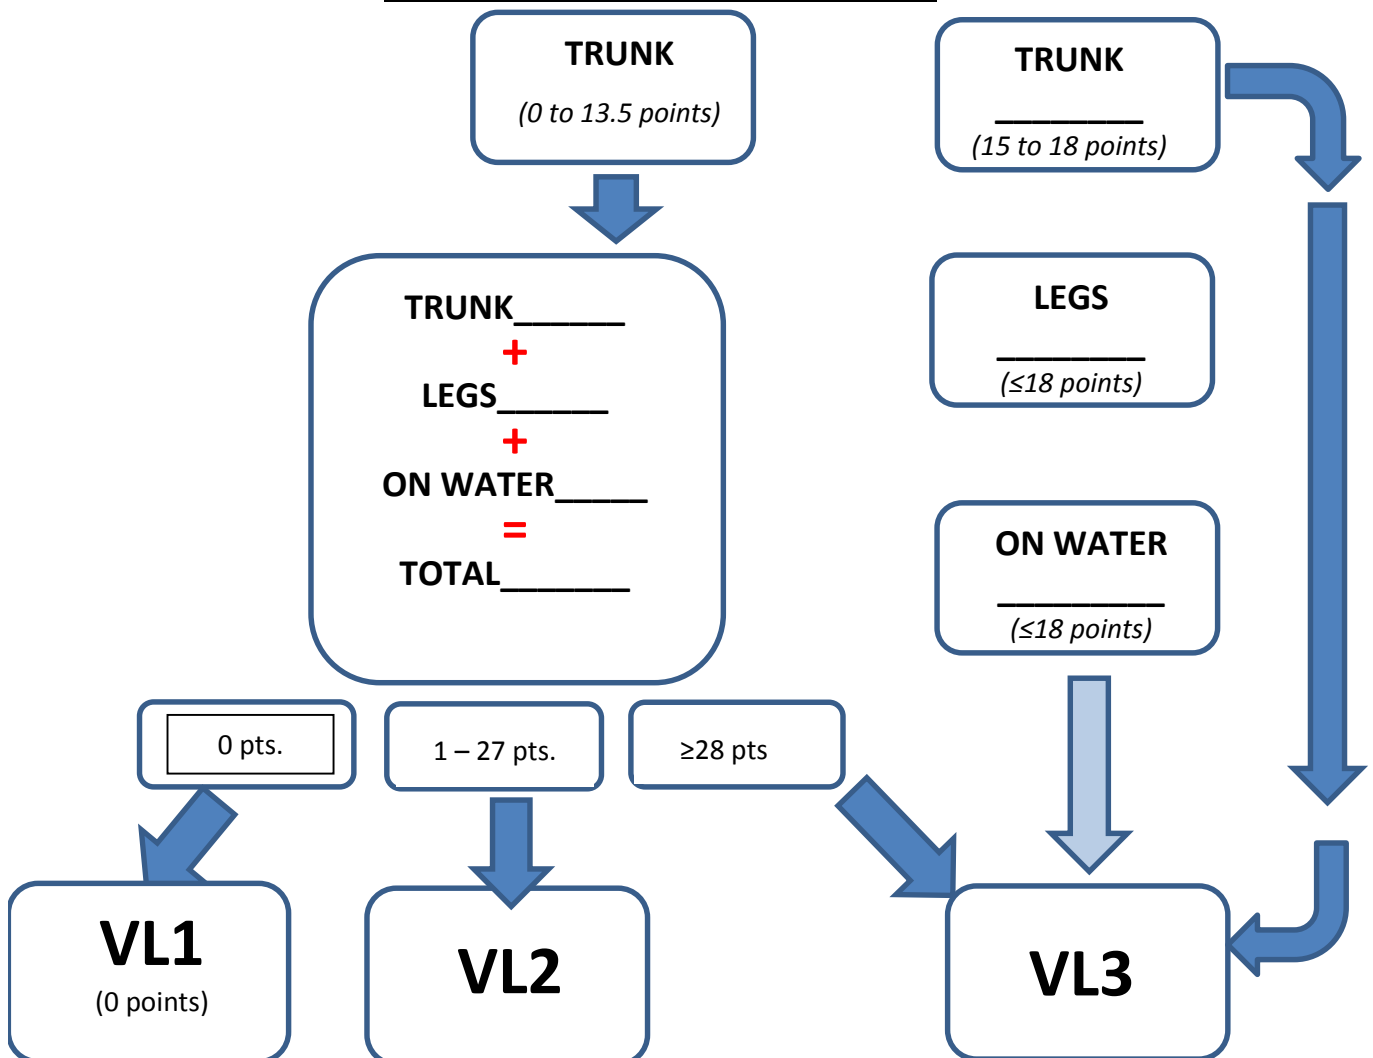 TRUNK
(0 to 13.5 points)
TRUNK
________
(15 to 18 points)
TRUNK______
+
LEGS______
+
ON WATER_____
=
TOTAL_______
LEGS
________
(≤18 points)
ON WATER
_________
(≤18 points)
0 pts.
1 – 27 pts.
≥28 pts
VL1
(0 points)
VL2
VL3